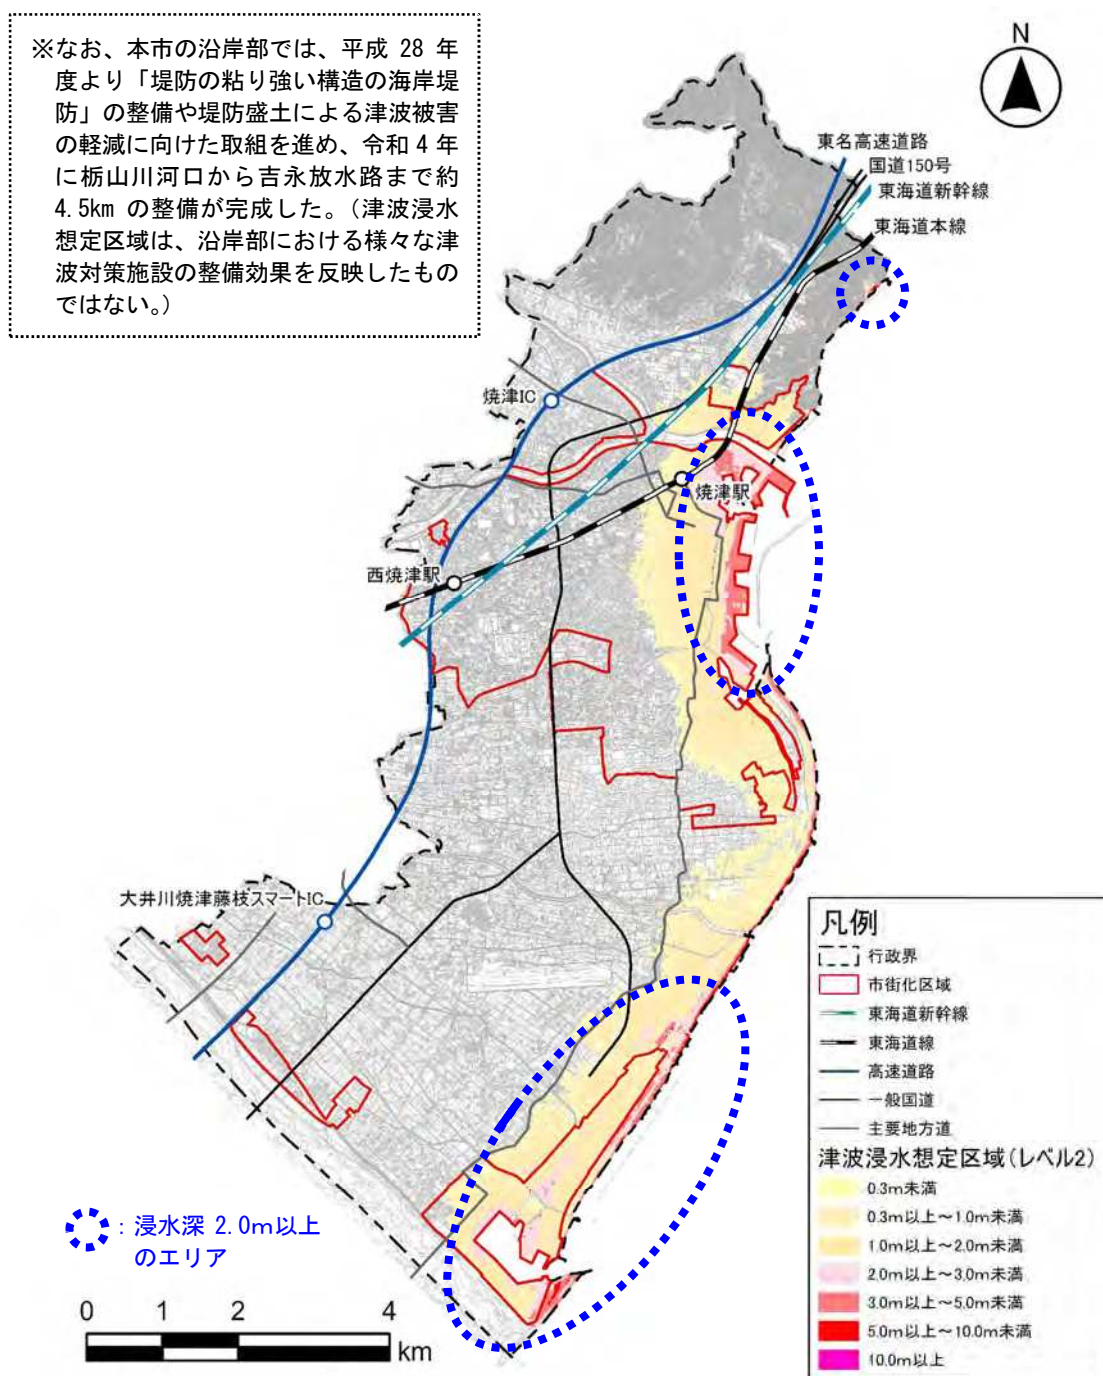 ※なお、本市の沿岸部では、平成 28 年
度より「堤防の粘り強い構造の海岸堤
防」の整備や堤防盛土による津波被害
の軽減に向けた取組を進め、令和 4 年
に栃山川河口から吉永放水路まで約
4.5km の整備が完成した。（津波浸水
想定区域は、沿岸部における様々な津
波対策施設の整備効果を反映したもの
ではない。）
N
東名高速道路
国道150号
東海道新幹線
東海道本線
焼津IC
焼津駅
西焼津駅
大井川焼津藤枝スマートIC
：浸水深 2.0m以上
のエリア
0 1 2 4
km
凡例
行政界
市街化区域
東海道新幹線
東海道線
高速道路
一般国道
主要地方道
津波浸水想定区域(レベル2)
0.3m未満
0.3m以上～1.0m未満
1.0m以上～2.0m未満
2.0m以上～3.0m未満
3.0m以上～5.0m未満
5.0m以上～10.0m未満
10.0m以上